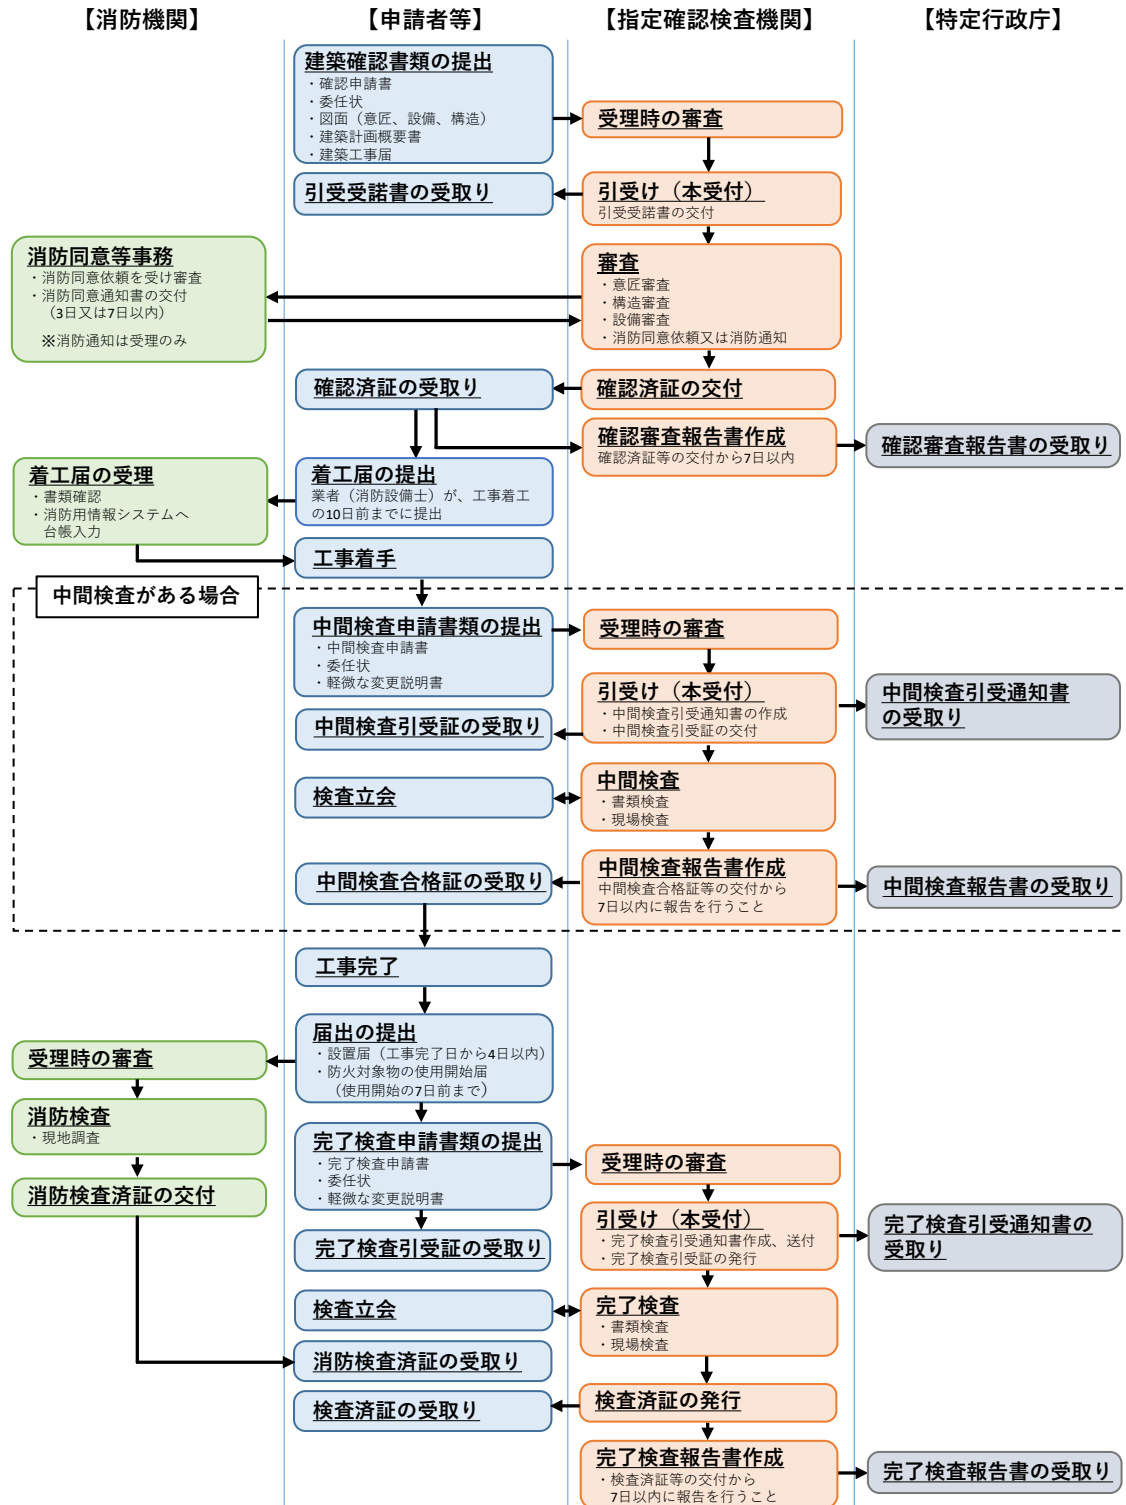 【消防機関】
【申請者等】
【指定確認検査機関】
【特定行政庁】
建築確認書類の提出
・確認申請書
・委任状
・図面（意匠、設備、構造）
・建築計画概要書
・建築工事届
受理時の審査
引受受諾書の受取り
引受け（本受付）
引受受諾書の交付
消防同意等事務
・消防同意依頼を受け審査
・消防同意通知書の交付
（3日又は7日以内）
※消防通知は受理のみ
審査
・意匠審査
・構造審査
・設備審査
・消防同意依頼又は消防通知
確認済証の受取り
確認済証の交付
確認審査報告書作成
確認済証等の交付から7日以内
確認審査報告書の受取り
着工届の受理
・書類確認
・消防用情報システムへ
台帳入力
着工届の提出
業者（消防設備士）が、工事着工
の10日前までに提出
工事着手
中間検査がある場合
中間検査申請書類の提出
・中間検査申請書
・委任状
・軽微な変更説明書
受理時の審査
引受け（本受付）
・中間検査引受通知書の作成
・中間検査引受証の交付
中間検査引受通知書
の受取り
中間検査引受証の受取り
検査立会
中間検査
・書類検査
・現場検査
中間検査合格証の受取り
中間検査報告書作成
中間検査合格証等の交付から
7日以内に報告を行うこと
中間検査報告書の受取り
工事完了
届出の提出
・設置届（工事完了日から4日以内）
・防火対象物の使用開始届
（使用開始の7日前まで）
受理時の審査
消防検査
・現地調査
消防検査済証の交付
完了検査申請書類の提出
・完了検査申請書
・委任状
・軽微な変更説明書
受理時の審査
引受け（本受付）
・完了検査引受通知書作成、送付
・完了検査引受証の発行
完了検査引受通知書の
受取り
完了検査引受証の受取り
検査立会
完了検査
・書類検査
・現場検査
消防検査済証の受取り
検査済証の受取り
検査済証の発行
完了検査報告書作成
・検査済証等の交付から
7日以内に報告を行うこと
完了検査報告書の受取り